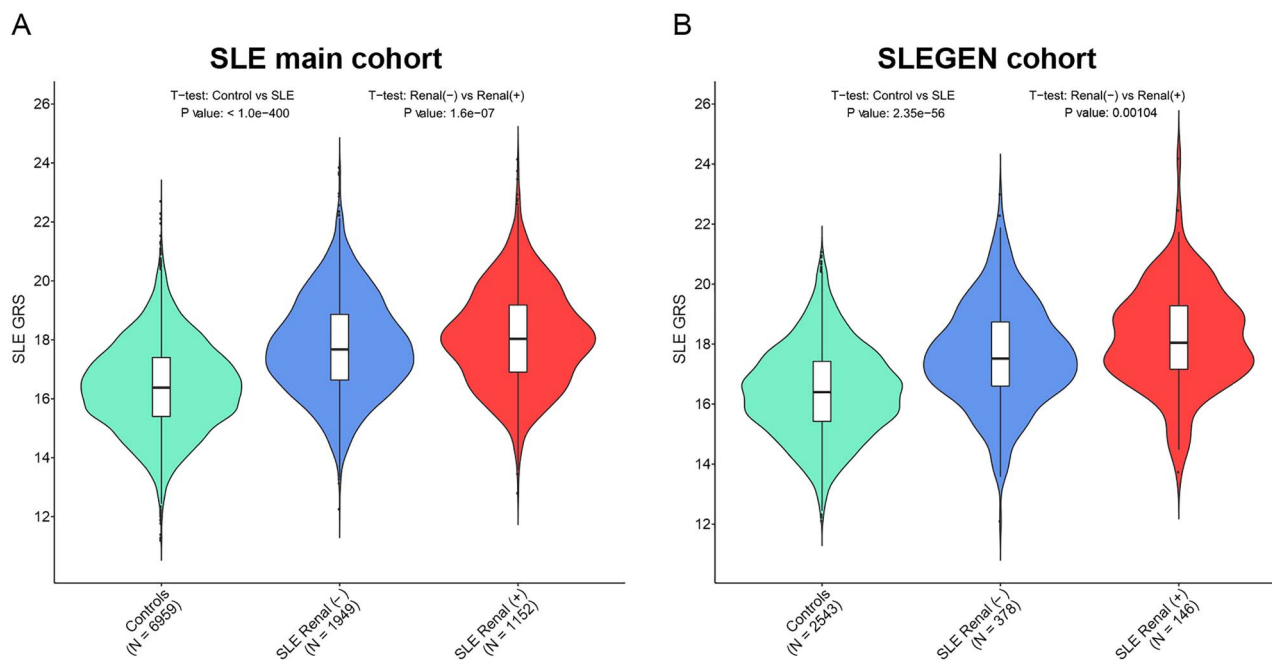 A
SLE main cohort
T-test: Control vs SLE
P value: < 1.0e-400
T-test: Renal(-) vs Renal(+)
P value: 1.6e-07
SLE GRS
26
24
22
20
18
16
14
12
Controls
(N = 6959)
SLE Renal (-)
(N = 1949)
SLE Renal (+)
(N = 1152)
B
SLEGEN cohort
T-test: Control vs SLE
P value: 2.35e-56
T-test: Renal(-) vs Renal(+)
P value: 0.00104
SLE GRS
26
24
22
20
18
16
14
12
Controls
(N = 2543)
SLE Renal (-)
(N = 378)
SLE Renal (+)
(N = 146)